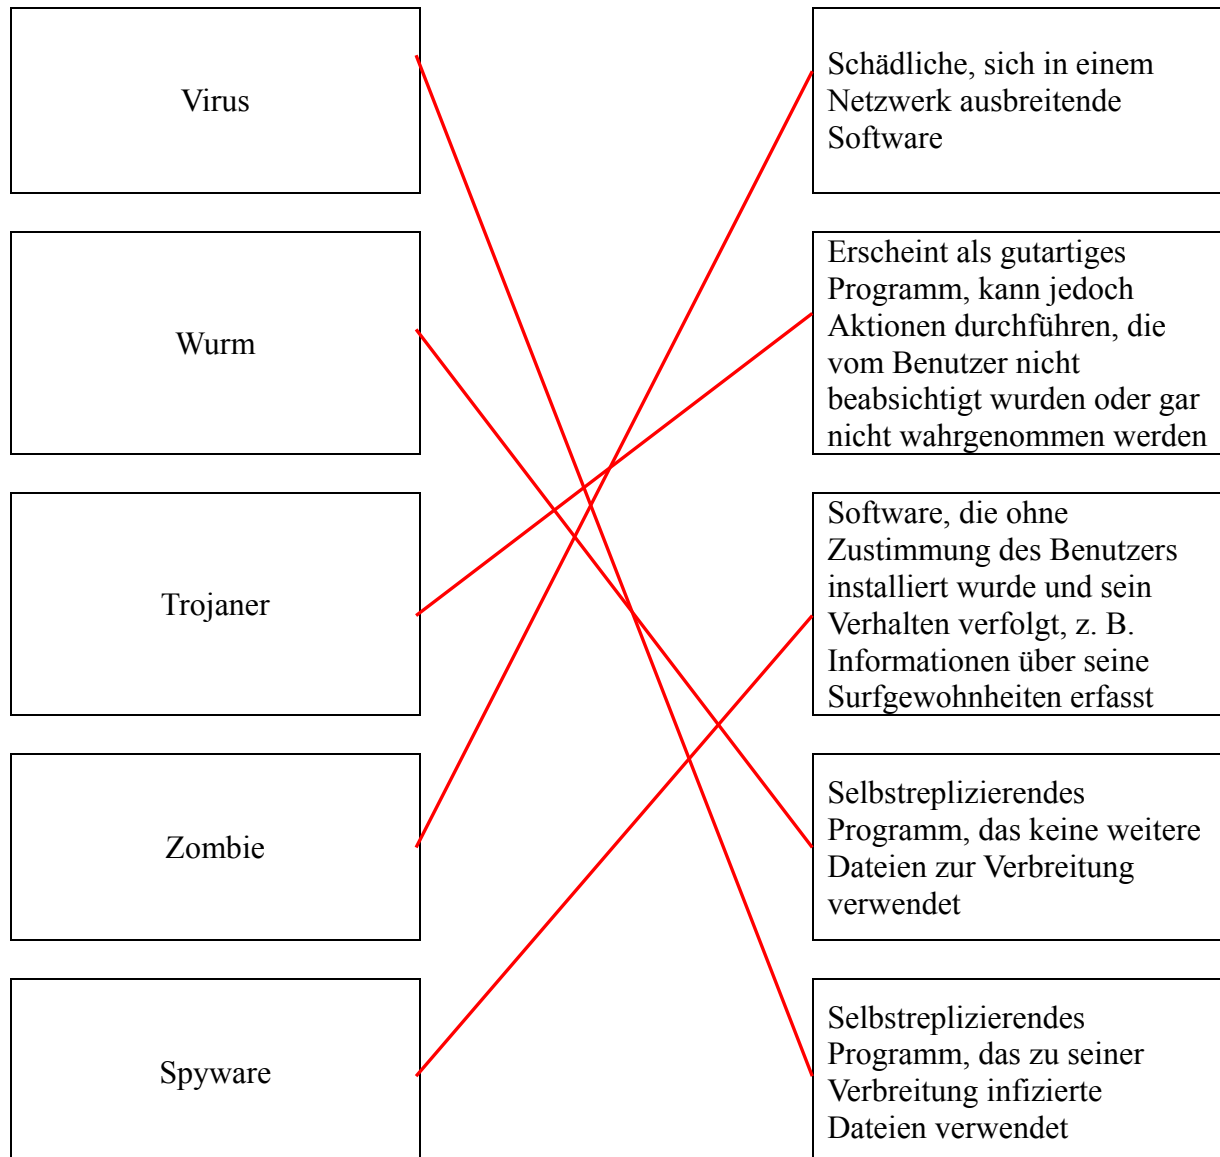 Virus
Schädliche, sich in einem
Netzwerk ausbreitende
Software
Wurm
Erscheint als gutartiges
Programm, kann jedoch
Aktionen durchführen, die
vom Benutzer nicht
beabsichtigt wurden oder gar
nicht wahrgenommen werden
Trojaner
Software, die ohne
Zustimmung des Benutzers
installiert wurde und sein
Verhalten verfolgt, z. B.
Informationen über seine
Surfgewohnheiten erfasst
Zombie
Selbstreplizierendes
Programm, das keine weitere
Dateien zur Verbreitung
verwendet
Spyware
Selbstreplizierendes
Programm, das zu seiner
Verbreitung infizierte
Dateien verwendet